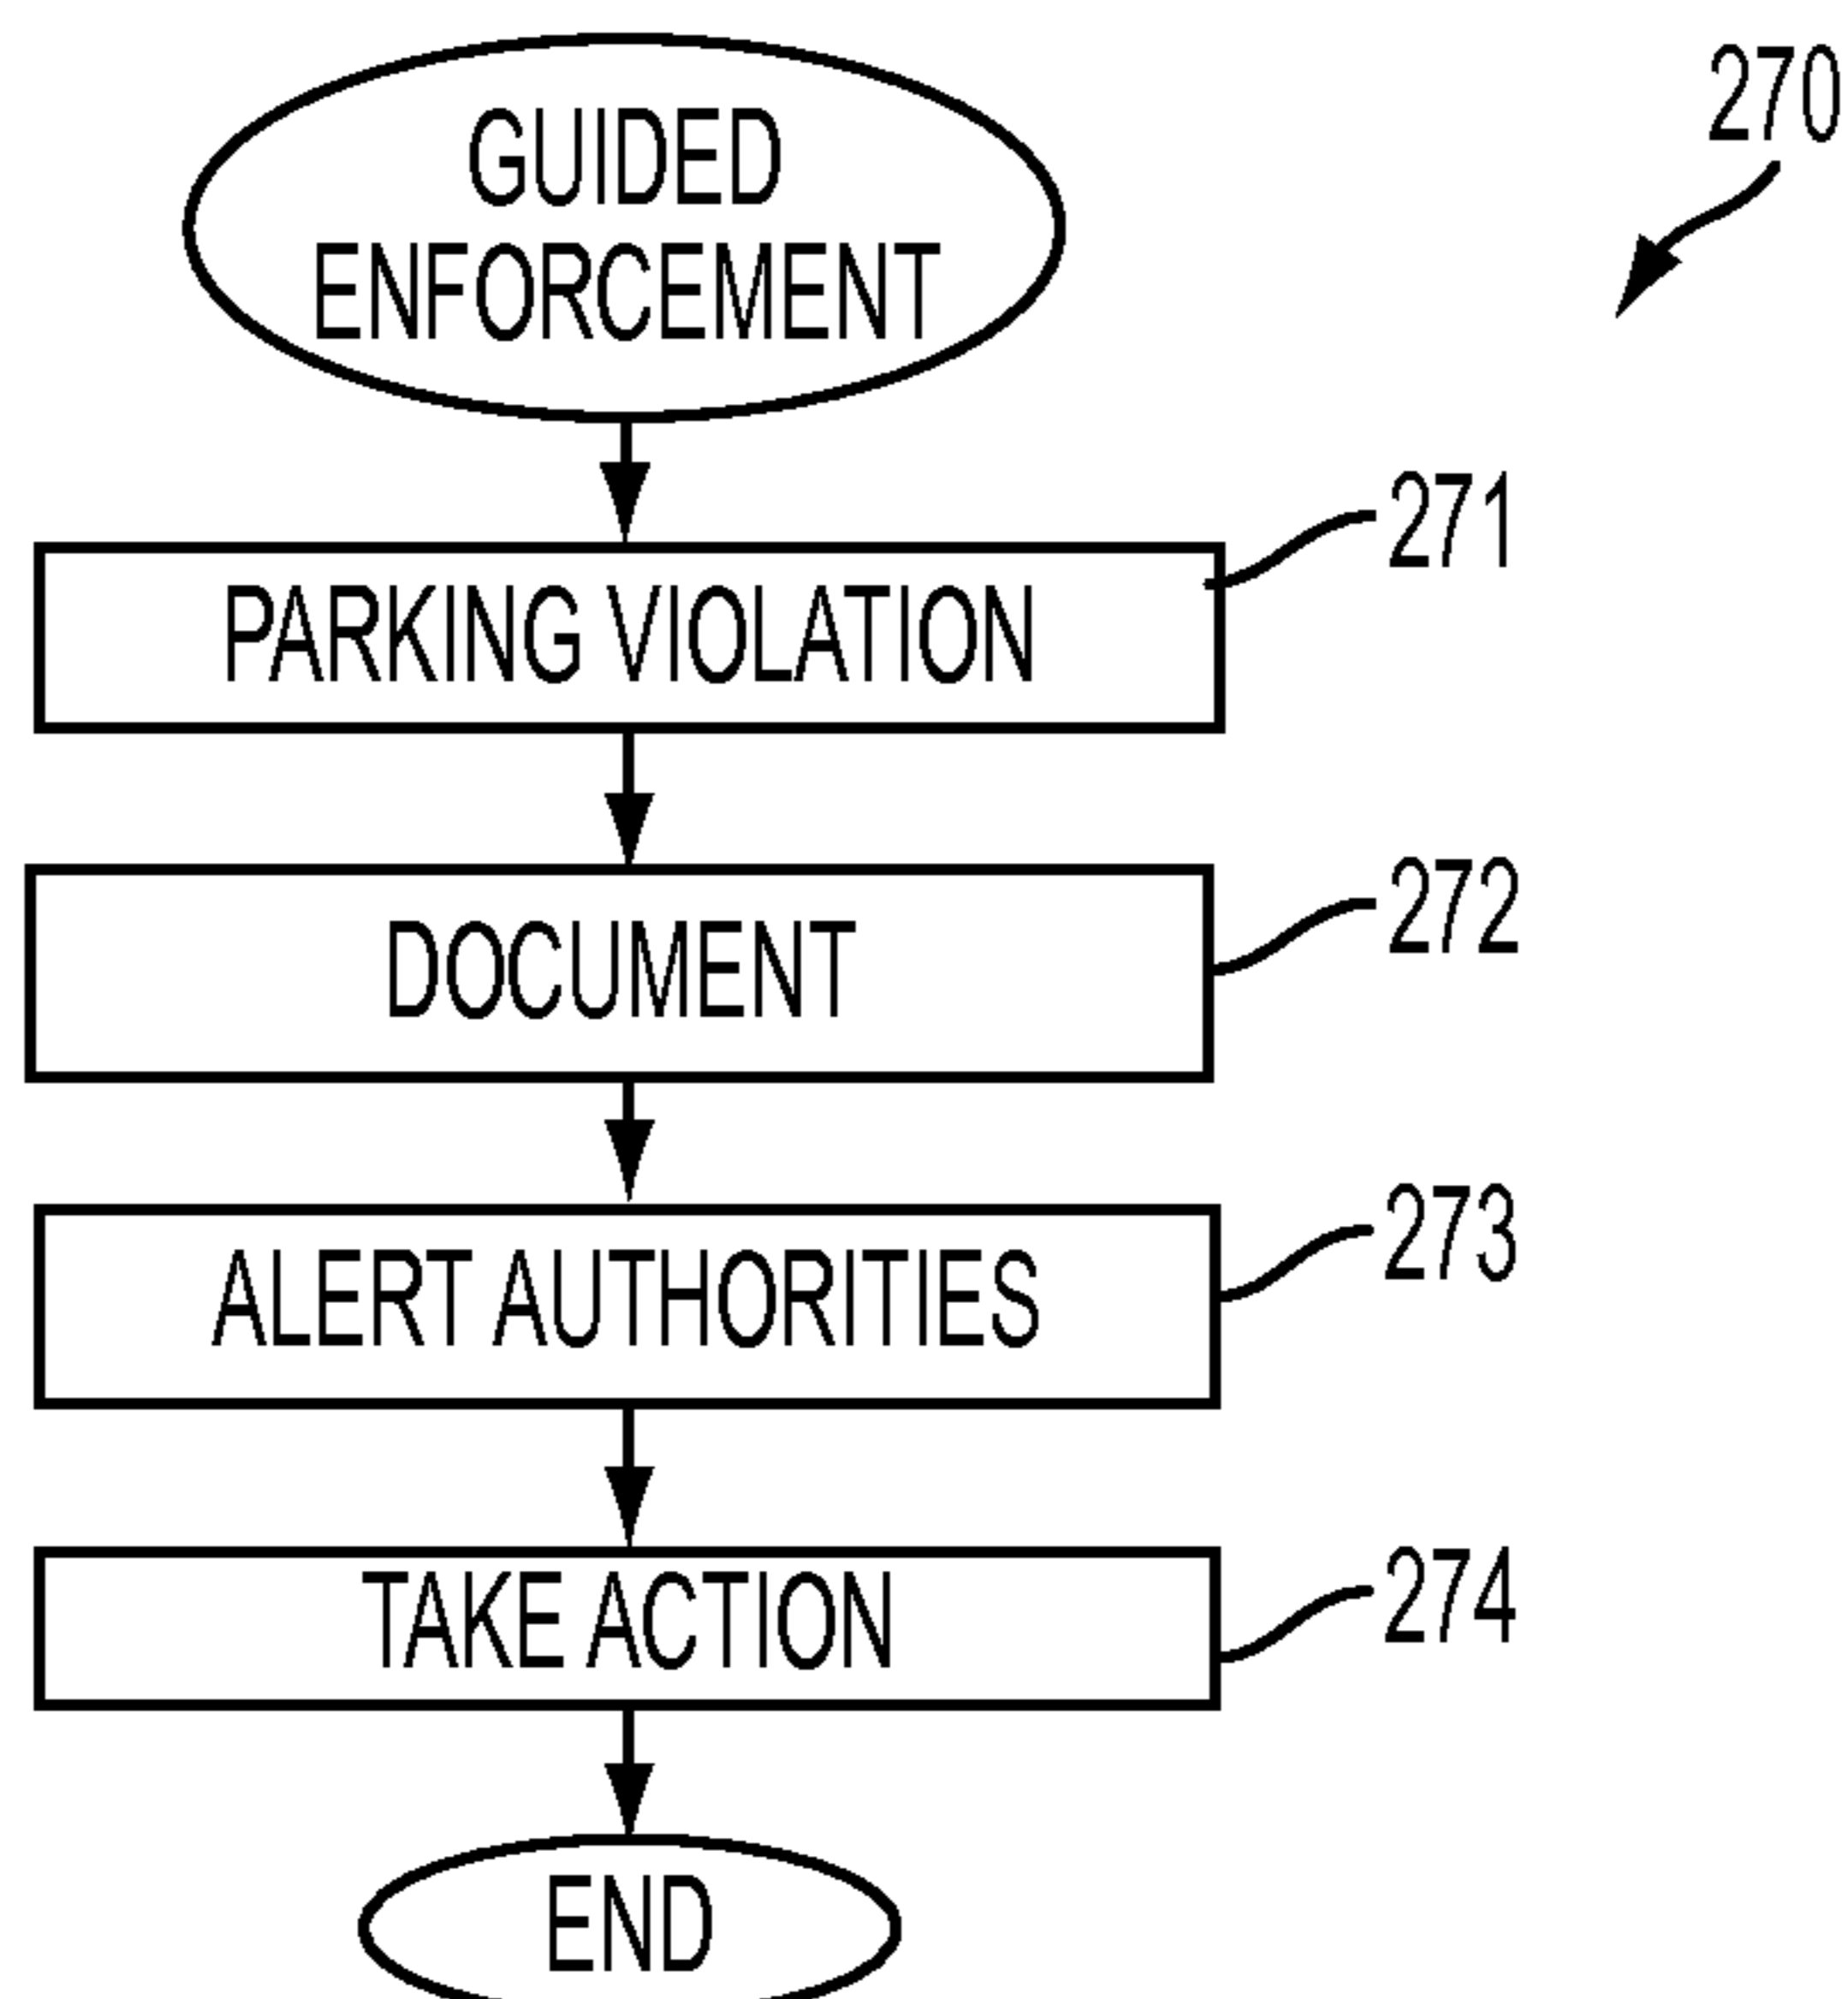 GUIDED
ENFORCEMENT
270
PARKING VIOLATION
271
DOCUMENT
272
ALERT AUTHORITIES
273
TAKE ACTION
274
END